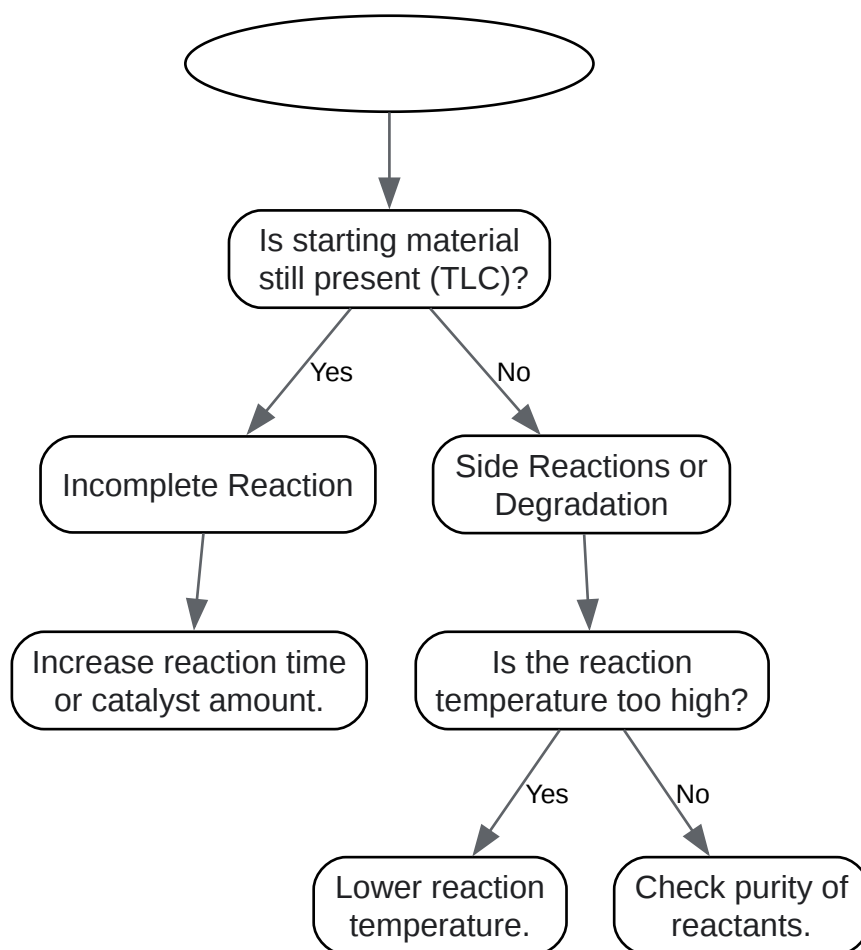 Is starting material
still present (TLC)?
Yes
No
Incomplete Reaction
Side Reactions or
Degradation
Increase reaction time
or catalyst amount.
Is the reaction
temperature too high?
Yes
No
Lower reaction
temperature.
Check purity of
reactants.